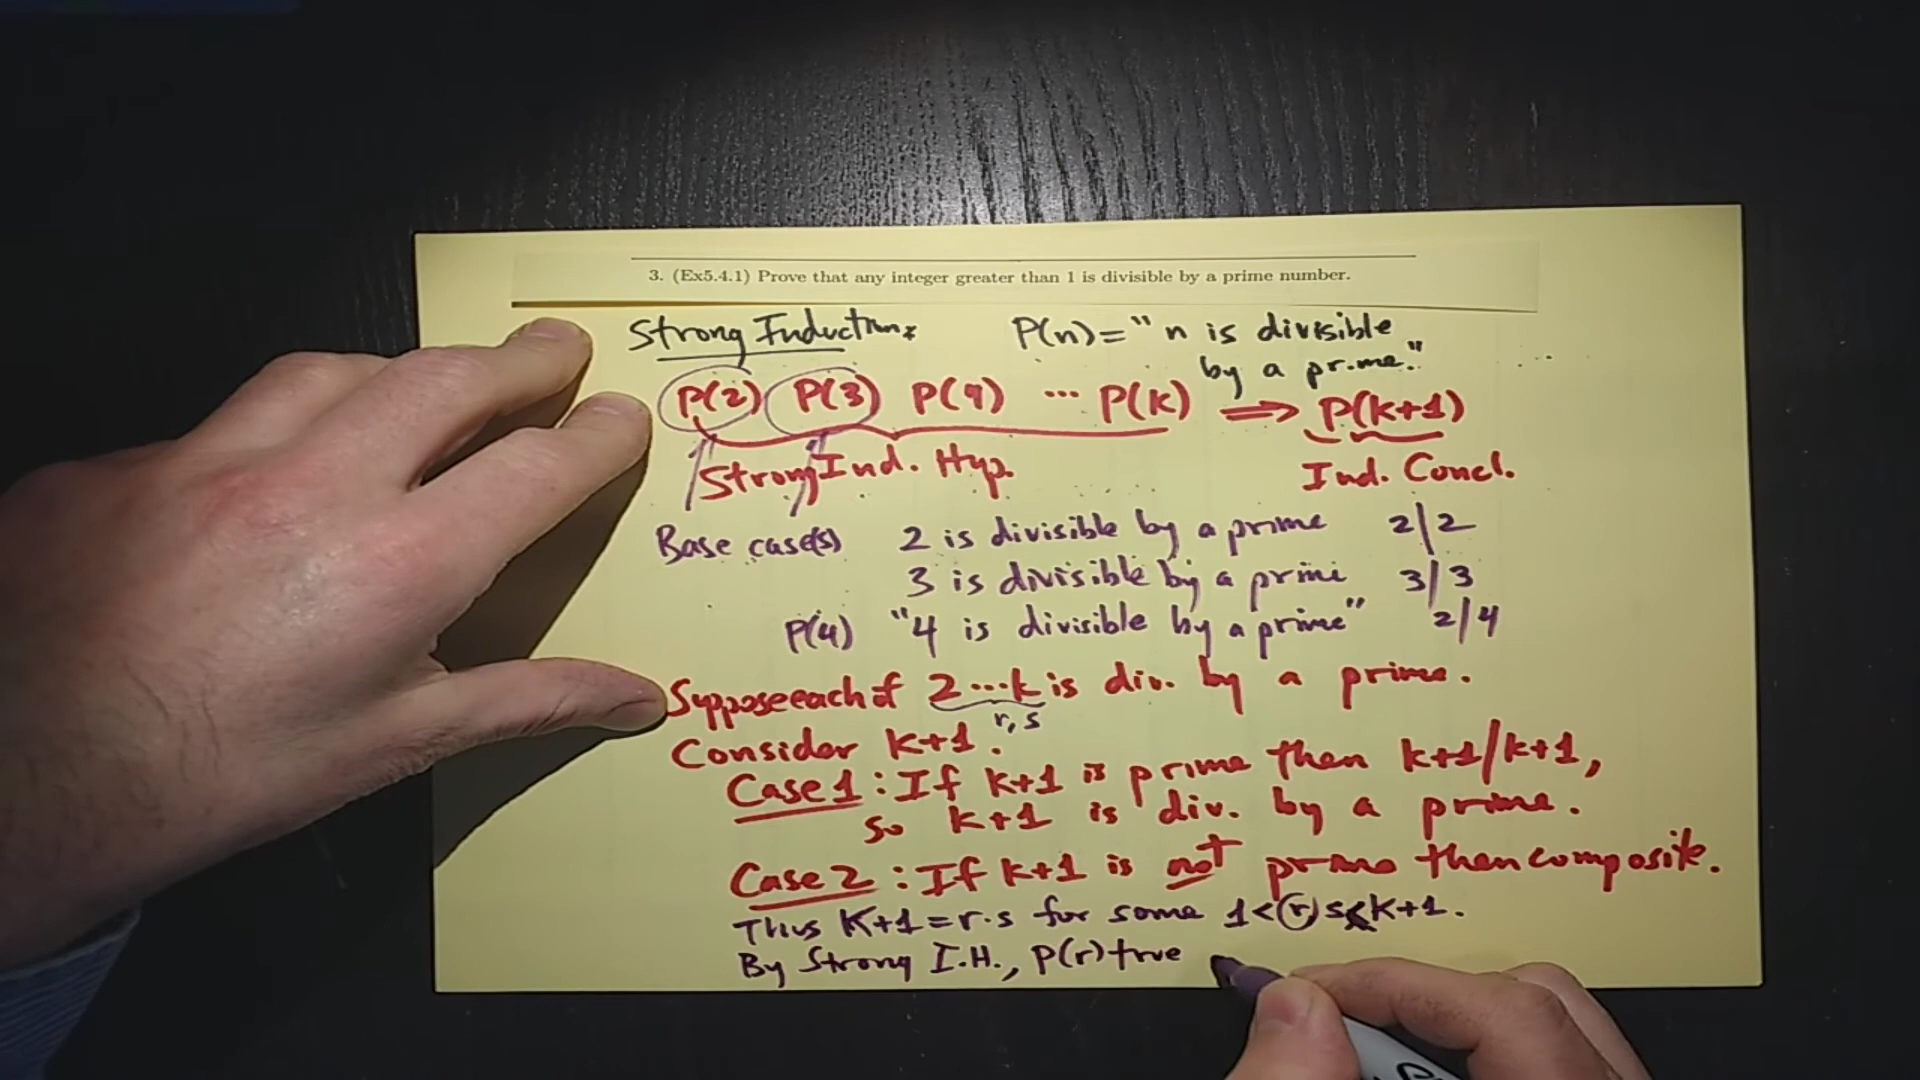 3. (Ex5.4.1) Prove that any integer greater than 1 is divisible by a prime number.
Strong Induction: P(n)="n is divisible
by a prime."
P(2) P(3) P(4) ... P(k) ⟹ P(k+1)
Strong Ind. Hyp. Ind. Concl.
Base case(s) 2 is divisible by a prime 2|2
3 is divisible by a prime 3|3
P(4) "4 is divisible by a prime" 2|4
Suppose each of 2...k is div. by a prime.
r, s
Consider k+1.
Case 1: If k+1 is prime then k+1/k+1,
so k+1 is div. by a prime.
Case 2: If k+1 is not prime then composite.
Thus k+1=r·s for some 1<r, s<k+1.
By Strong I.H., P(r) true